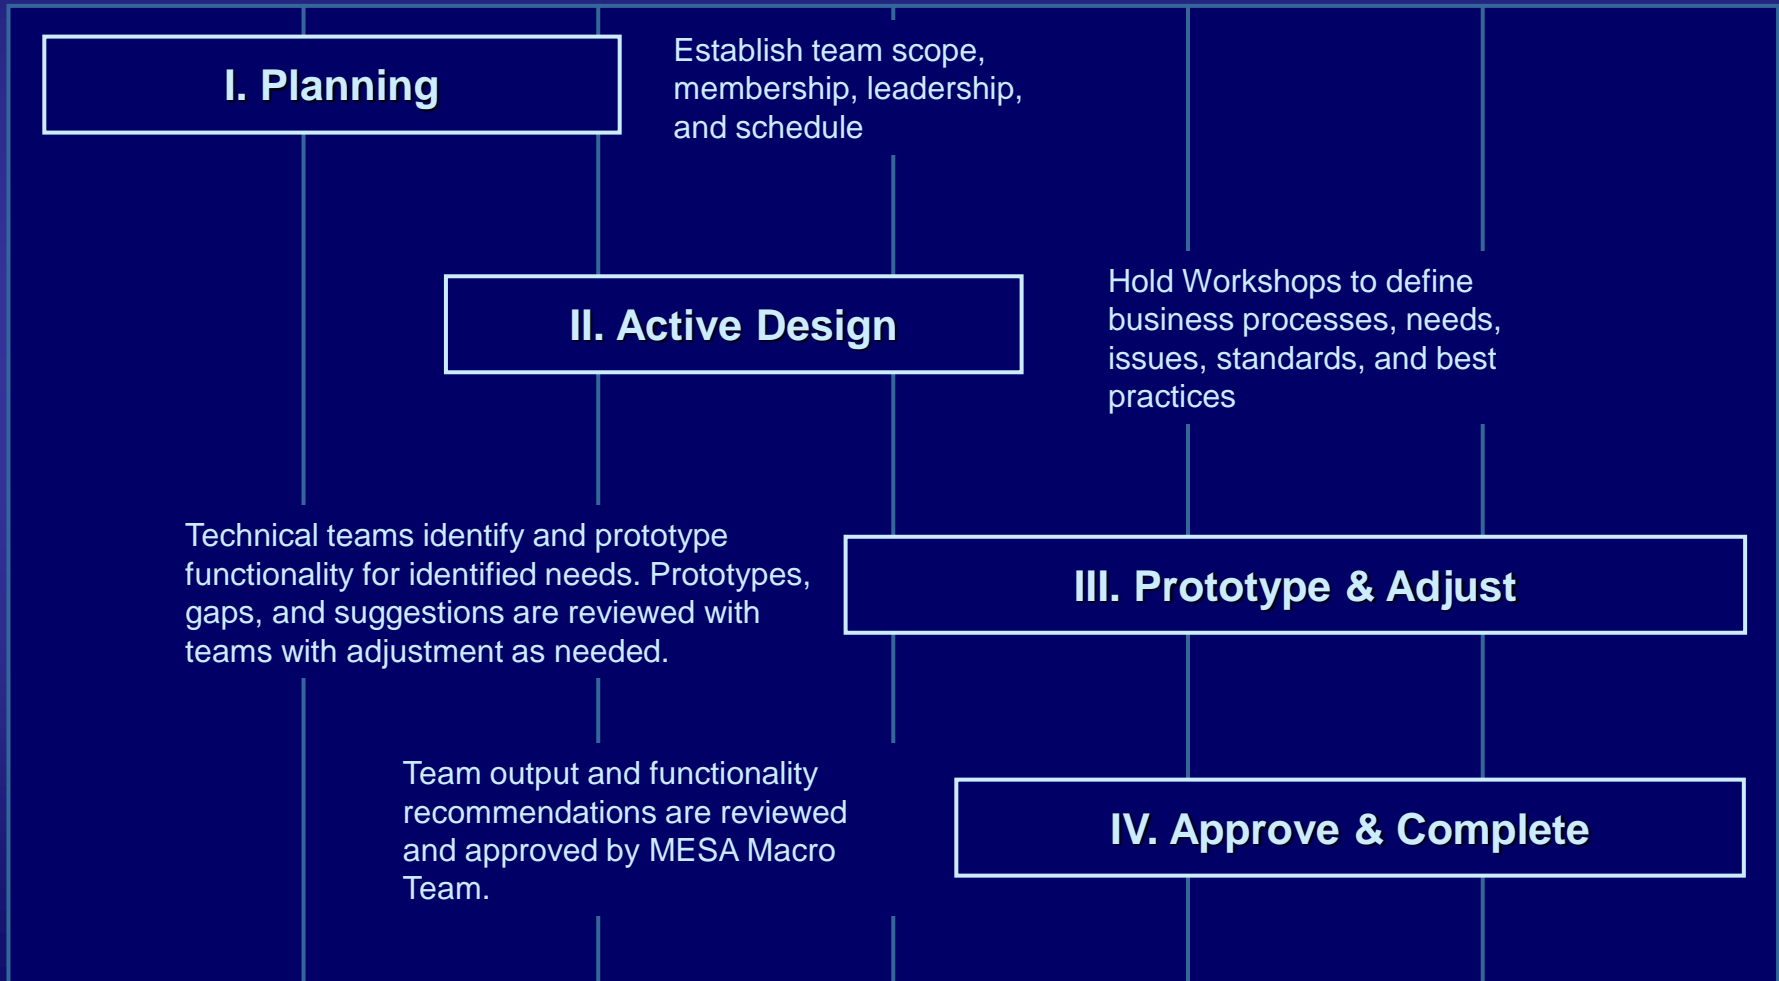 I. Planning
Establish team scope,
membership, leadership,
and schedule
II. Active Design
Hold Workshops to define
business processes, needs,
issues, standards, and best
practices
Technical teams identify and prototype
functionality for identified needs. Prototypes,
gaps, and suggestions are reviewed with
teams with adjustment as needed.
III. Prototype & Adjust
Team output and functionality
recommendations are reviewed
and approved by MESA Macro
Team.
IV. Approve & Complete